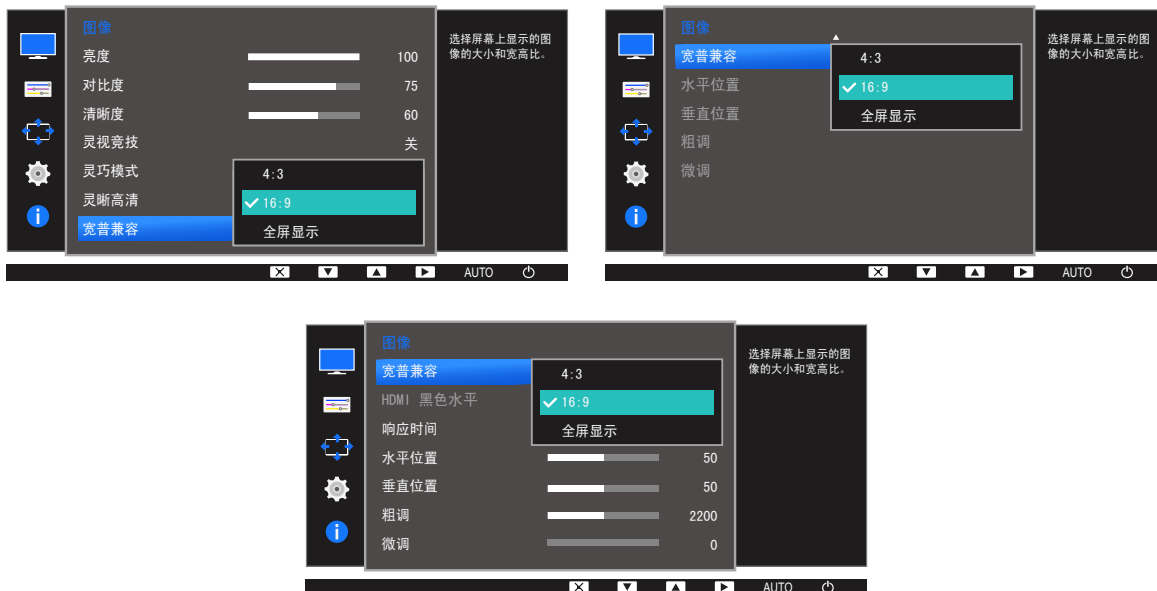 图像
亮度 100
对比度 75
清晰度 60
灵视竞技 关
灵巧模式
灵晰高清
宽普兼容
4:3
16:9
全屏显示
选择屏幕上显示的图
像的大小和宽高比。
AUTO
图像
宽普兼容
水平位置
垂直位置
粗调
微调
4:3
16:9
全屏显示
选择屏幕上显示的图
像的大小和宽高比。
AUTO
图像
宽普兼容
HDMI 黑色水平
响应时间
水平位置 50
垂直位置 50
粗调 2200
微调 0
4:3
16:9
全屏显示
选择屏幕上显示的图
像的大小和宽高比。
AUTO